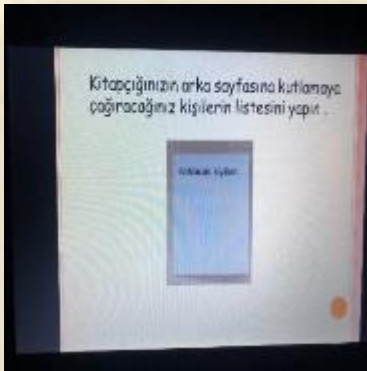 Kitapçığınızın arka sayfasına kutlamaya
çağıracağınız kişilerin listesini yapın .